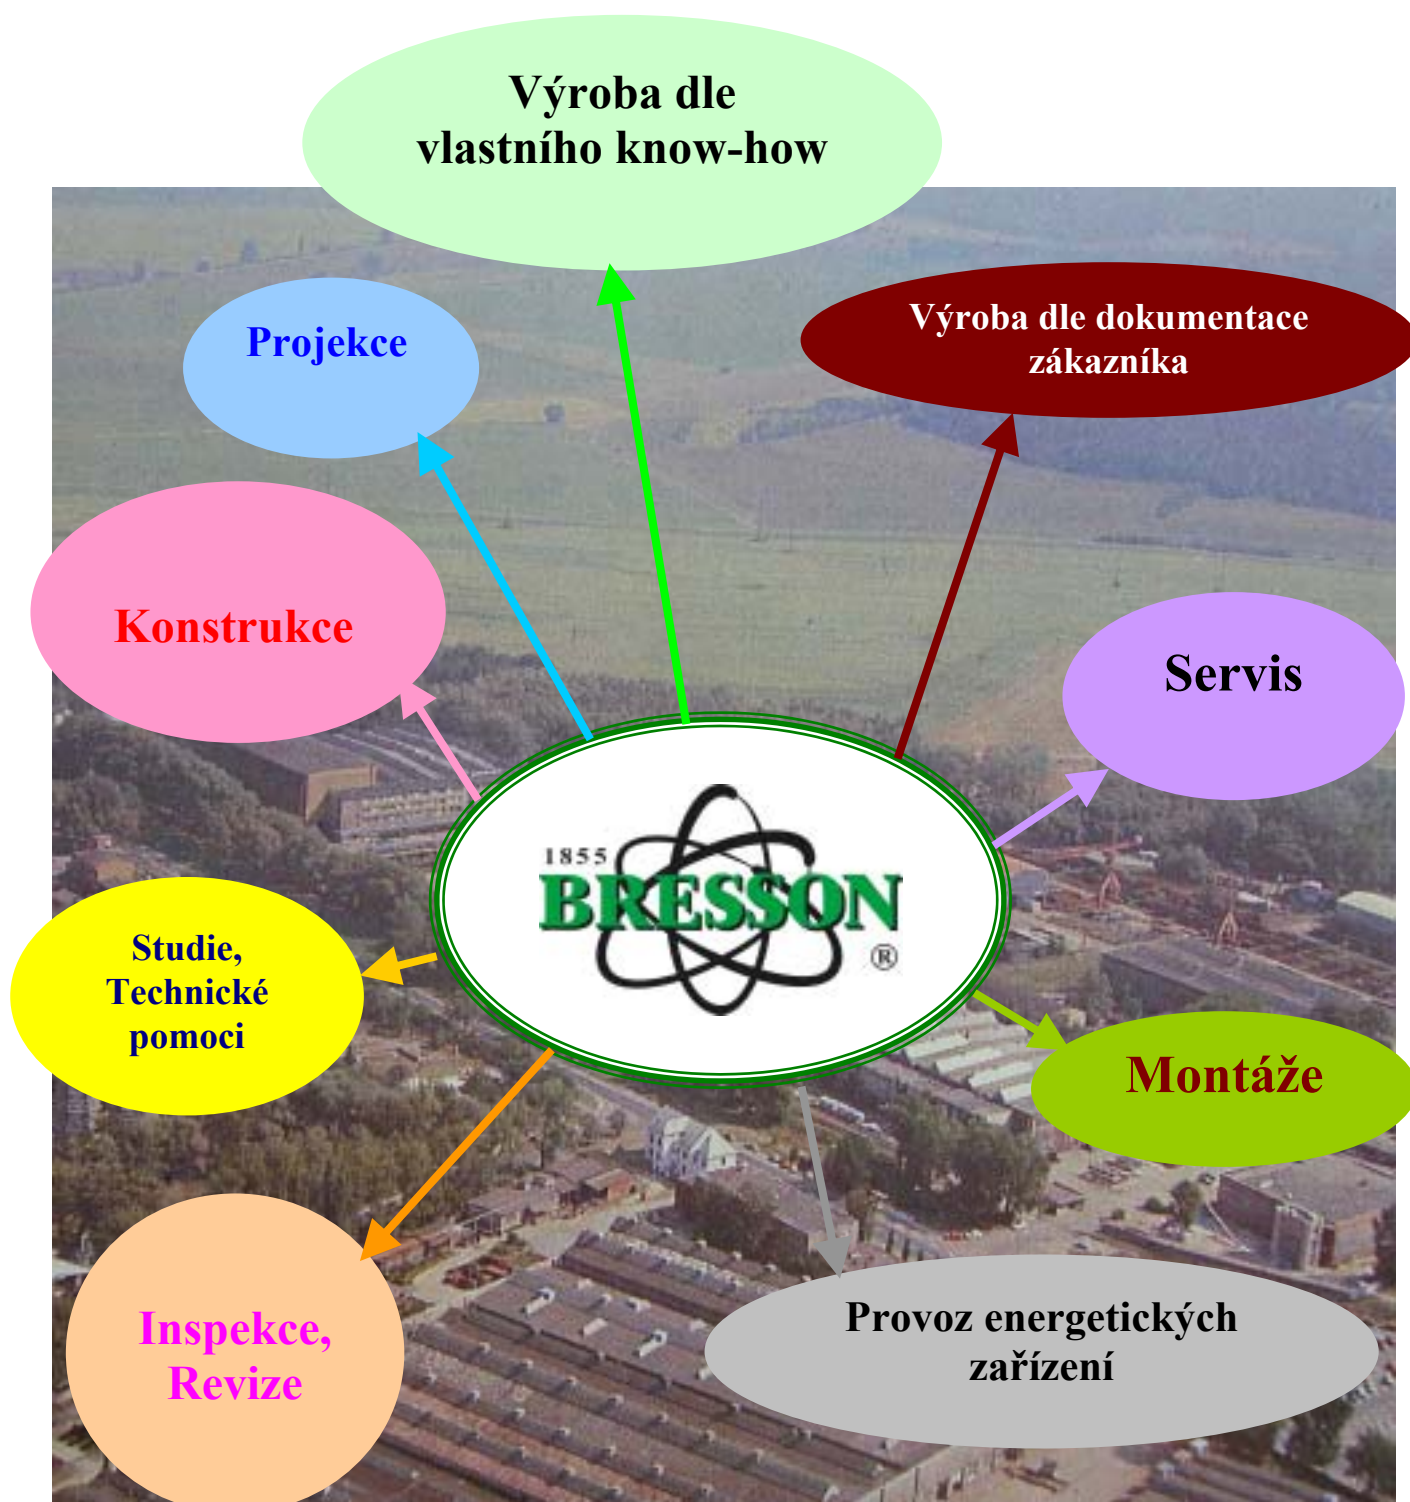 Výroba dle
vlastního know-how
Projekce
Výroba dle dokumentace
zákazníka
Konstrukce
Servis
1855
BRESSON
®
Studie,
Technické
pomoci
Montáže
Inspekce,
Revize
Provoz energetických
zařízení